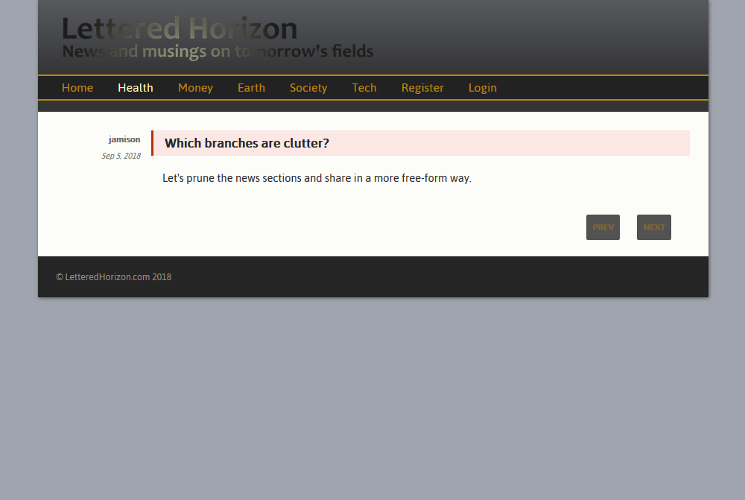 Lettered Horizon
News and musings on tomorrow's fields
Home Health Money Earth Society Tech Register Login
jamison
Which branches are clutter?
Sep 5, 2018
Let's prune the news sections and share in a more free-form way.
PREV NEXT
© LetteredHorizon.com 2018